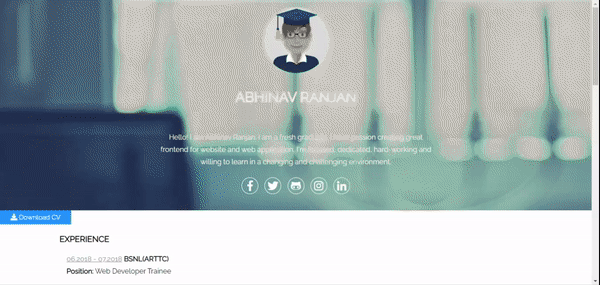 ABHINAV RANJAN
Hello! I am Abhinav Ranjan. I am a fresh grad with
passion creating great
frontend for website and web application. I'm focused, dedicated, hard-working and
willing to learn in a changing and challenging environment.
Download CV
EXPERIENCE
06.2018 - 07.2018 BSNL(ARTTC)
Position: Web Developer Trainee